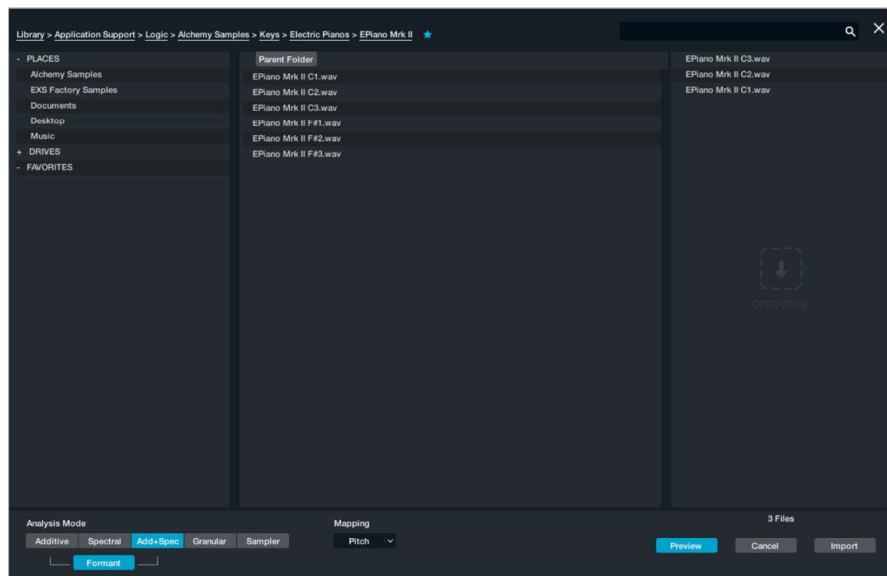 Library > Application Support > Logic > Alchemy Samples > Keys > Electric Pianos > EPiano Mrk II
- PLACES
Alchemy Samples
EXS Factory Samples
Documents
Desktop
Music
+ DRIVES
- FAVORITES
Parent Folder
EPiano Mrk II C1.wav
EPiano Mrk II C2.wav
EPiano Mrk II C3.wav
EPiano Mrk II F#1.wav
EPiano Mrk II F#2.wav
EPiano Mrk II F#3.wav
EPiano Mrk II C3.wav
EPiano Mrk II C2.wav
EPiano Mrk II C1.wav
DROPZONE
Analysis Mode
Additive Spectral Add+Spec Granular Sampler
Formant
Mapping
Pitch
3 Files
Preview Cancel Import